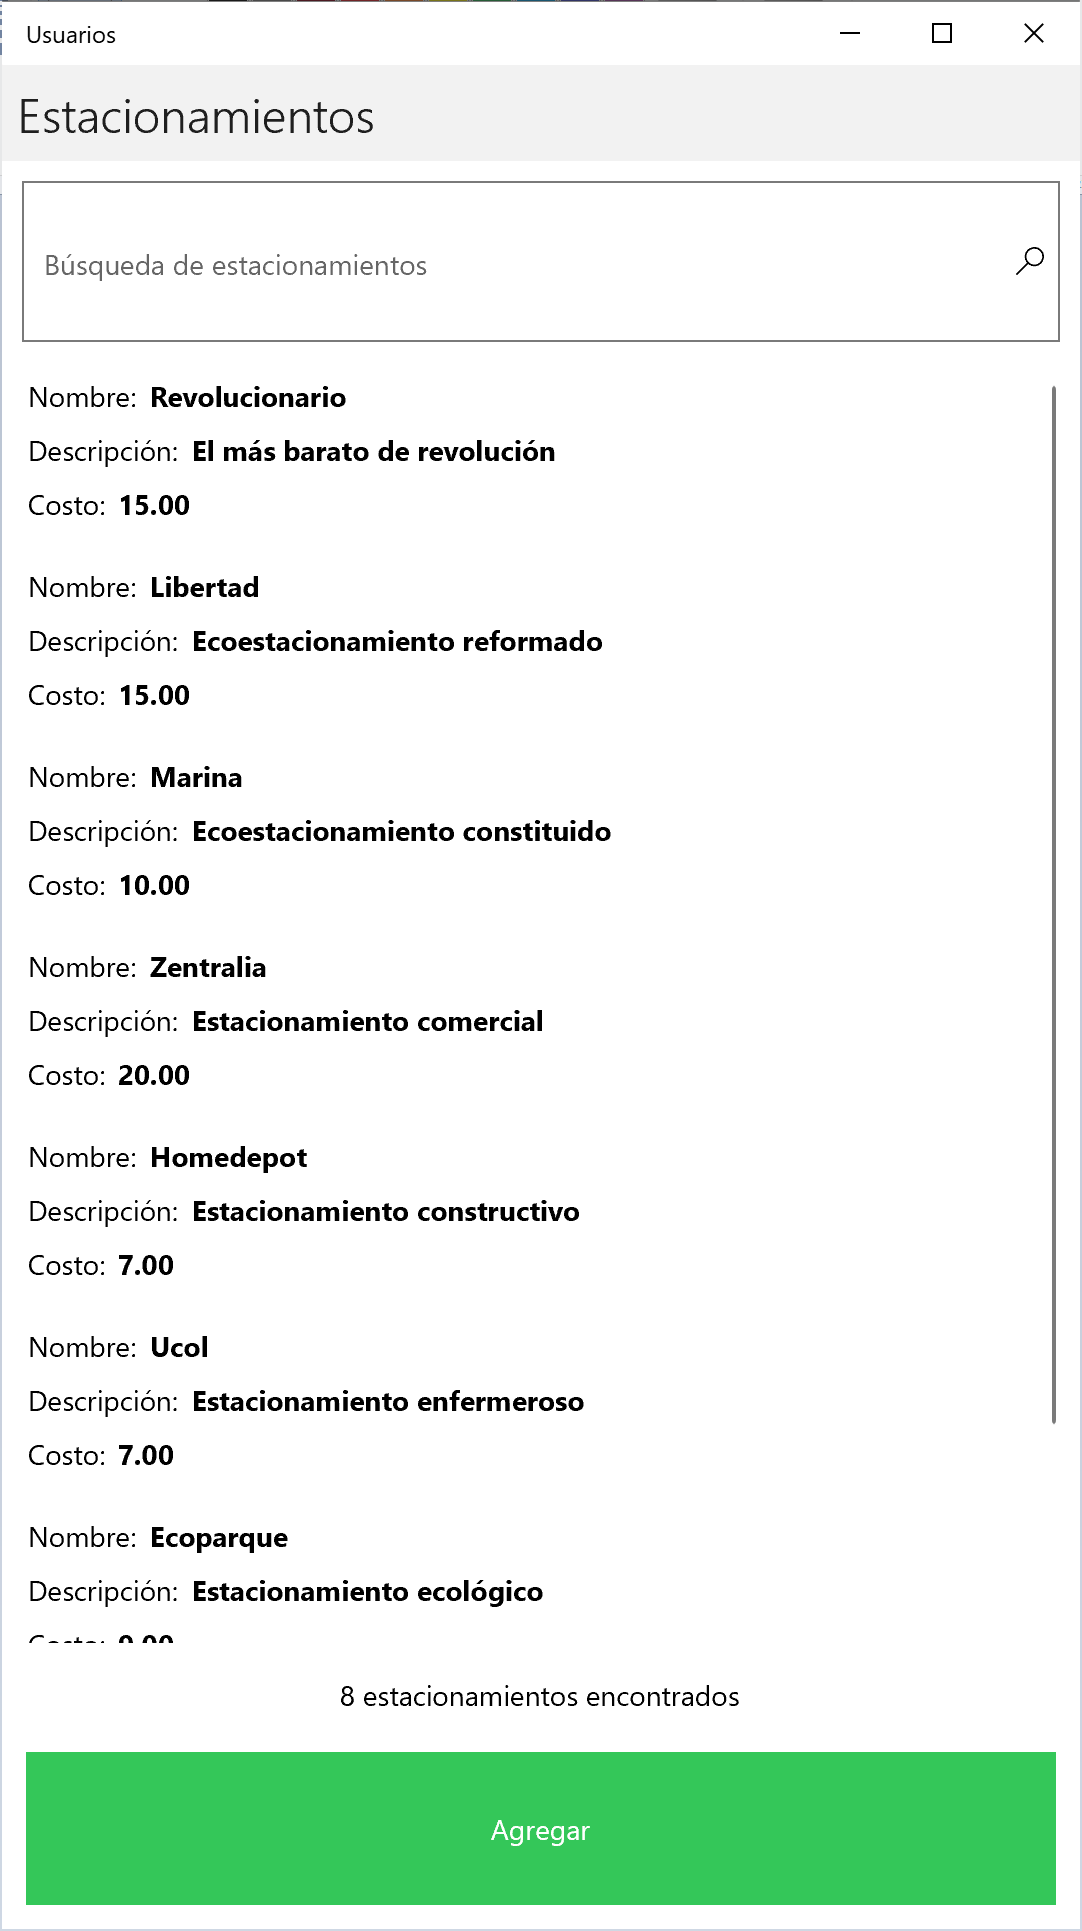 Usuarios
Estacionamientos
Búsqueda de estacionamientos
Nombre: Revolucionario
Descripción: El más barato de revolución
Costo: 15.00
Nombre: Libertad
Descripción: Ecoestacionamiento reformado
Costo: 15.00
Nombre: Marina
Descripción: Ecoestacionamiento constituido
Costo: 10.00
Nombre: Zentralia
Descripción: Estacionamiento comercial
Costo: 20.00
Nombre: Homedepot
Descripción: Estacionamiento constructivo
Costo: 7.00
Nombre: Ucol
Descripción: Estacionamiento enfermeroso
Costo: 7.00
Nombre: Ecoparque
Descripción: Estacionamiento ecológico
Costo:
8 estacionamientos encontrados
Agregar